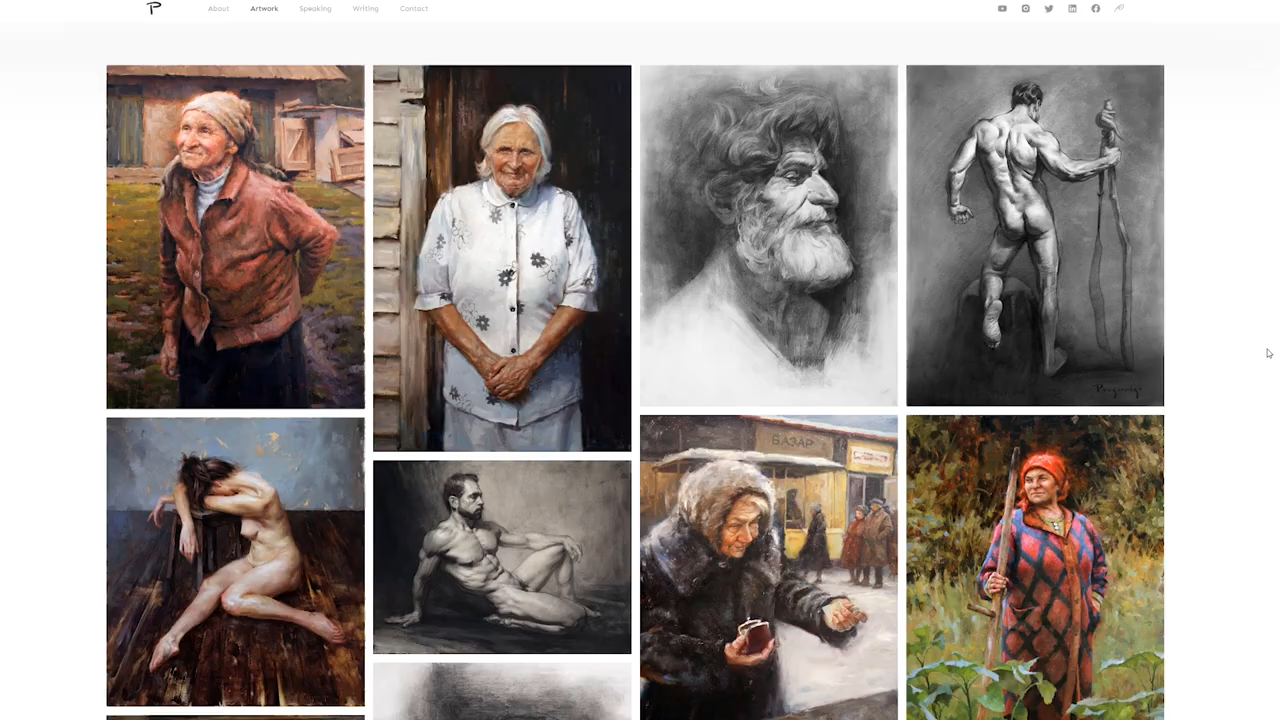 P
About
Artwork
Speaking
Writing
Contact
БАЗАР